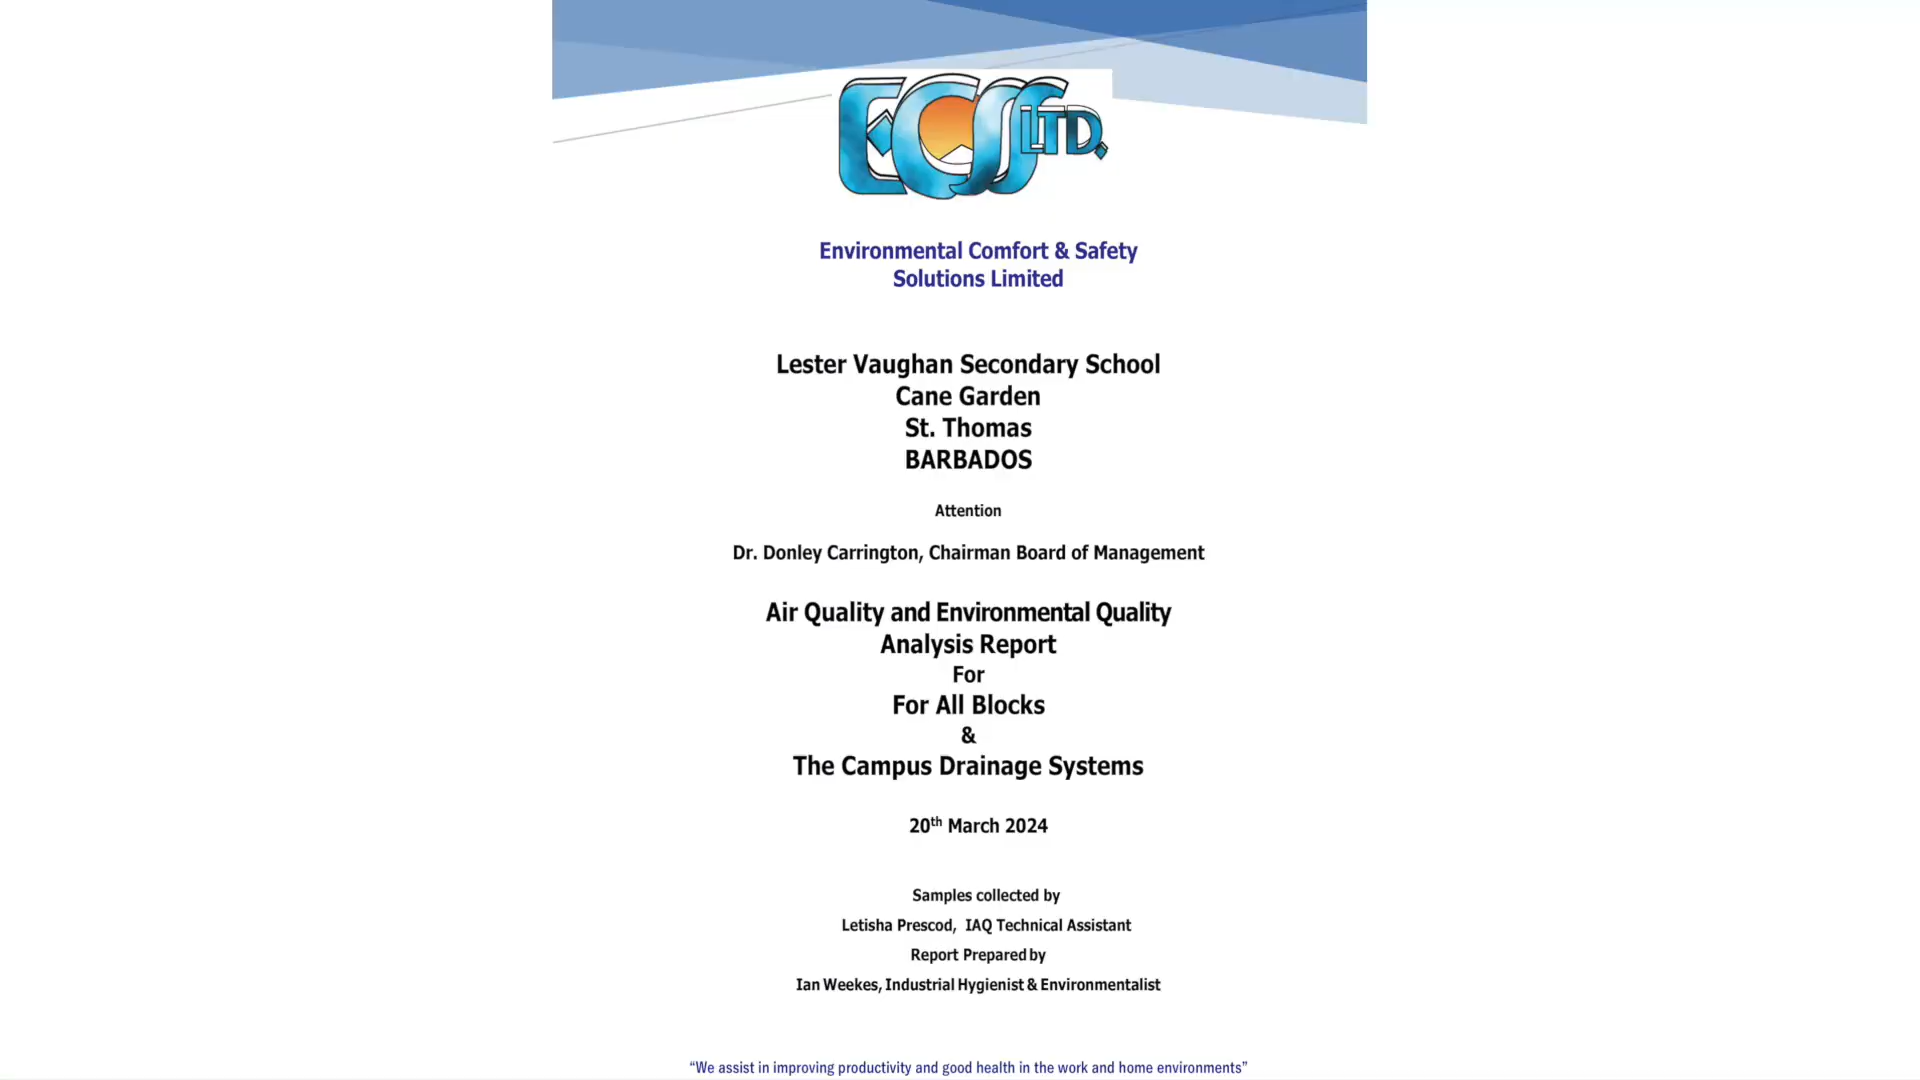 ECSS LTD.
Environmental Comfort & Safety
Solutions Limited
Lester Vaughan Secondary School
Cane Garden
St. Thomas
BARBADOS
Attention
Dr. Donley Carrington, Chairman Board of Management
Air Quality and Environmental Quality
Analysis Report
For
For All Blocks
&
The Campus Drainage Systems
20th March 2024
Samples collected by
Letisha Prescod, IAQ Technical Assistant
Report Prepared by
Ian Weekes, Industrial Hygienist & Environmentalist
“We assist in improving productivity and good health in the work and home environments”